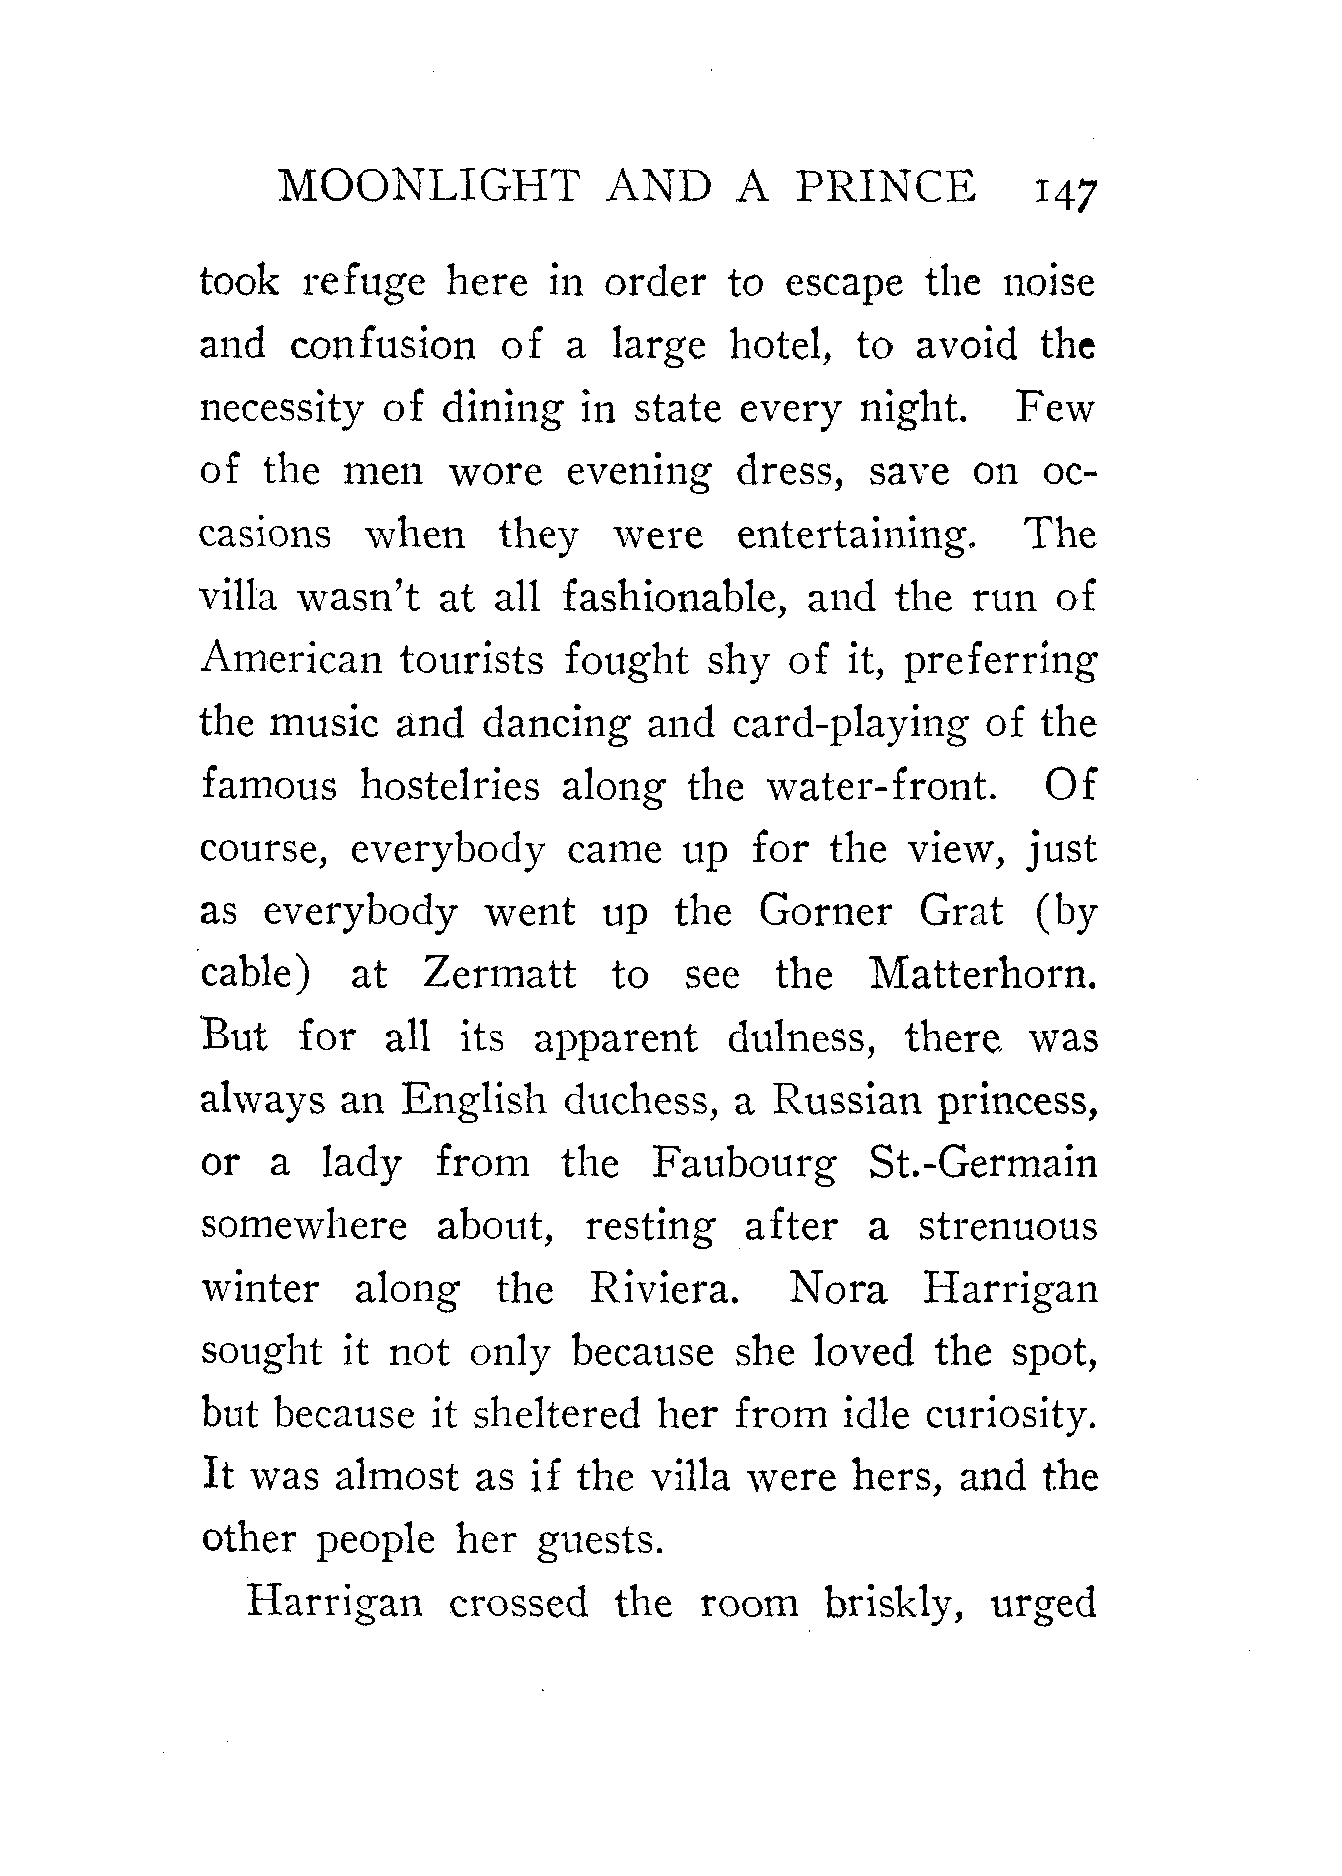 MOONLIGHT AND A PRINCE 147
took refuge here in order to escape the noise
and confusion of a large hotel, to avoid the
necessity of dining in state every night. Few
of the men wore evening dress, save on oc-
casions when they were entertaining. The
villa wasn't at all fashionable, and the run of
American tourists fought shy of it, preferring
the music and dancing and card-playing of the
famous hostelries along the water-front. Of
course, everybody came up for the view, just
as everybody went up the Gorner Grat (by
cable) at Zermatt to see the Matterhorn.
But for all its apparent dulness, there was
always an English duchess, a Russian princess,
or a lady from the Faubourg St.-Germain
somewhere about, resting after a strenuous
winter along the Riviera. Nora Harrigan
sought it not only because she loved the spot,
but because it sheltered her from idle curiosity.
It was almost as if the villa were hers, and the
other people her guests.
Harrigan crossed the room briskly, urged